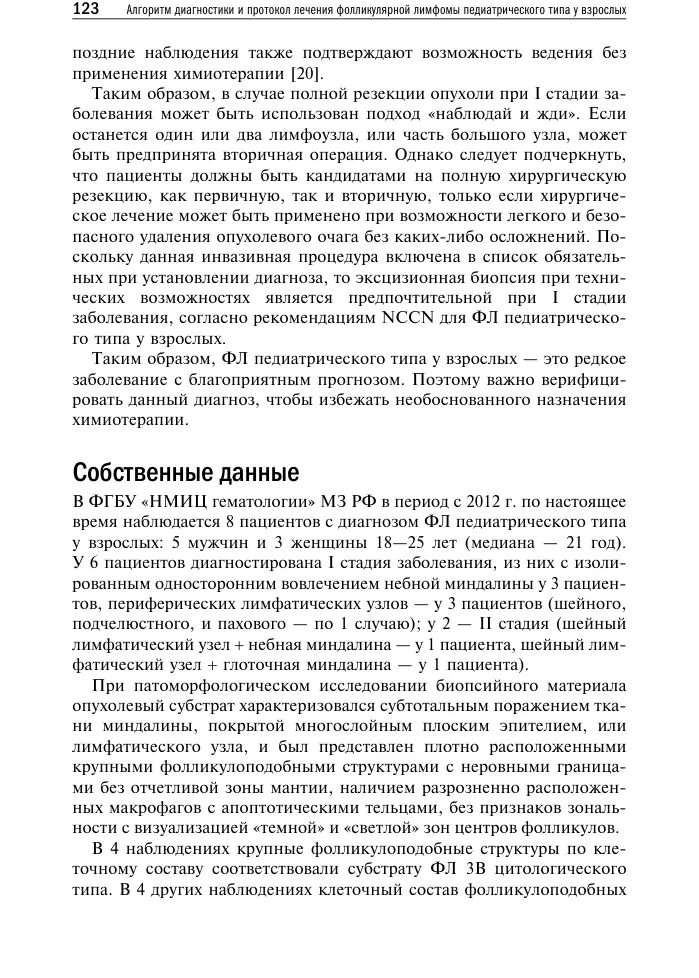 123 Алгоритм диагностики и протокол лечения фолликулярной лимфомы педиатрического типа у взрослых
поздние наблюдения также подтверждают возможность ведения без
применения химиотерапии [20].
Таким образом, в случае полной резекции опухоли при I стадии за-
болевания может быть использован подход «наблюдай и жди». Если
останется один или два лимфоузла, или часть большого узла, может
быть предпринята вторичная операция. Однако следует подчеркнуть,
что пациенты должны быть кандидатами на полную хирургическую
резекцию, как первичную, так и вторичную, только если хирургиче-
ское лечение может быть применено при возможности легкого и безо-
пасного удаления опухолевого очага без каких-либо осложнений. По-
скольку данная инвазивная процедура включена в список обязатель-
ных при установлении диагноза, то эксцизионная биопсия при техни-
ческих возможностях является предпочтительной при I стадии
заболевания, согласно рекомендациям NCCN для ФЛ педиатрическо-
го типа у взрослых.
Таким образом, ФЛ педиатрического типа у взрослых — это редкое
заболевание с благоприятным прогнозом. Поэтому важно верифици-
ровать данный диагноз, чтобы избежать необоснованного назначения
химиотерапии.
Собственные данные
В ФГБУ «НМИЦ гематологии» МЗ РФ в период с 2012 г. по настоящее
время наблюдается 8 пациентов с диагнозом ФЛ педиатрического типа
у взрослых: 5 мужчин и 3 женщины 18—25 лет (медиана — 21 год).
У 6 пациентов диагностирована I стадия заболевания, из них с изоли-
рованным односторонним вовлечением небной миндалины у 3 пациен-
тов, периферических лимфатических узлов — у 3 пациентов (шейного,
подчелюстного, и пахового — по 1 случаю); у 2 — II стадия (шейный
лимфатический узел + небная миндалина — у 1 пациента, шейный лим-
фатический узел + глоточная миндалина — у 1 пациента).
При патоморфологическом исследовании биопсийного материала
опухолевый субстрат характеризовался субтотальным поражением тка-
ни миндалины, покрытой многослойным плоским эпителием, или
лимфатического узла, и был представлен плотно расположенными
крупными фолликулоподобными структурами с неровными граница-
ми без отчетливой зоны мантии, наличием разрозненно расположен-
ных макрофагов с апоптотическими тельцами, без признаков зональ-
ности с визуализацией «темной» и «светлой» зон центров фолликулов.
В 4 наблюдениях крупные фолликулоподобные структуры по кле-
точному составу соответствовали субстрату ФЛ 3В цитологического
типа. В 4 других наблюдениях клеточный состав фолликулоподобных